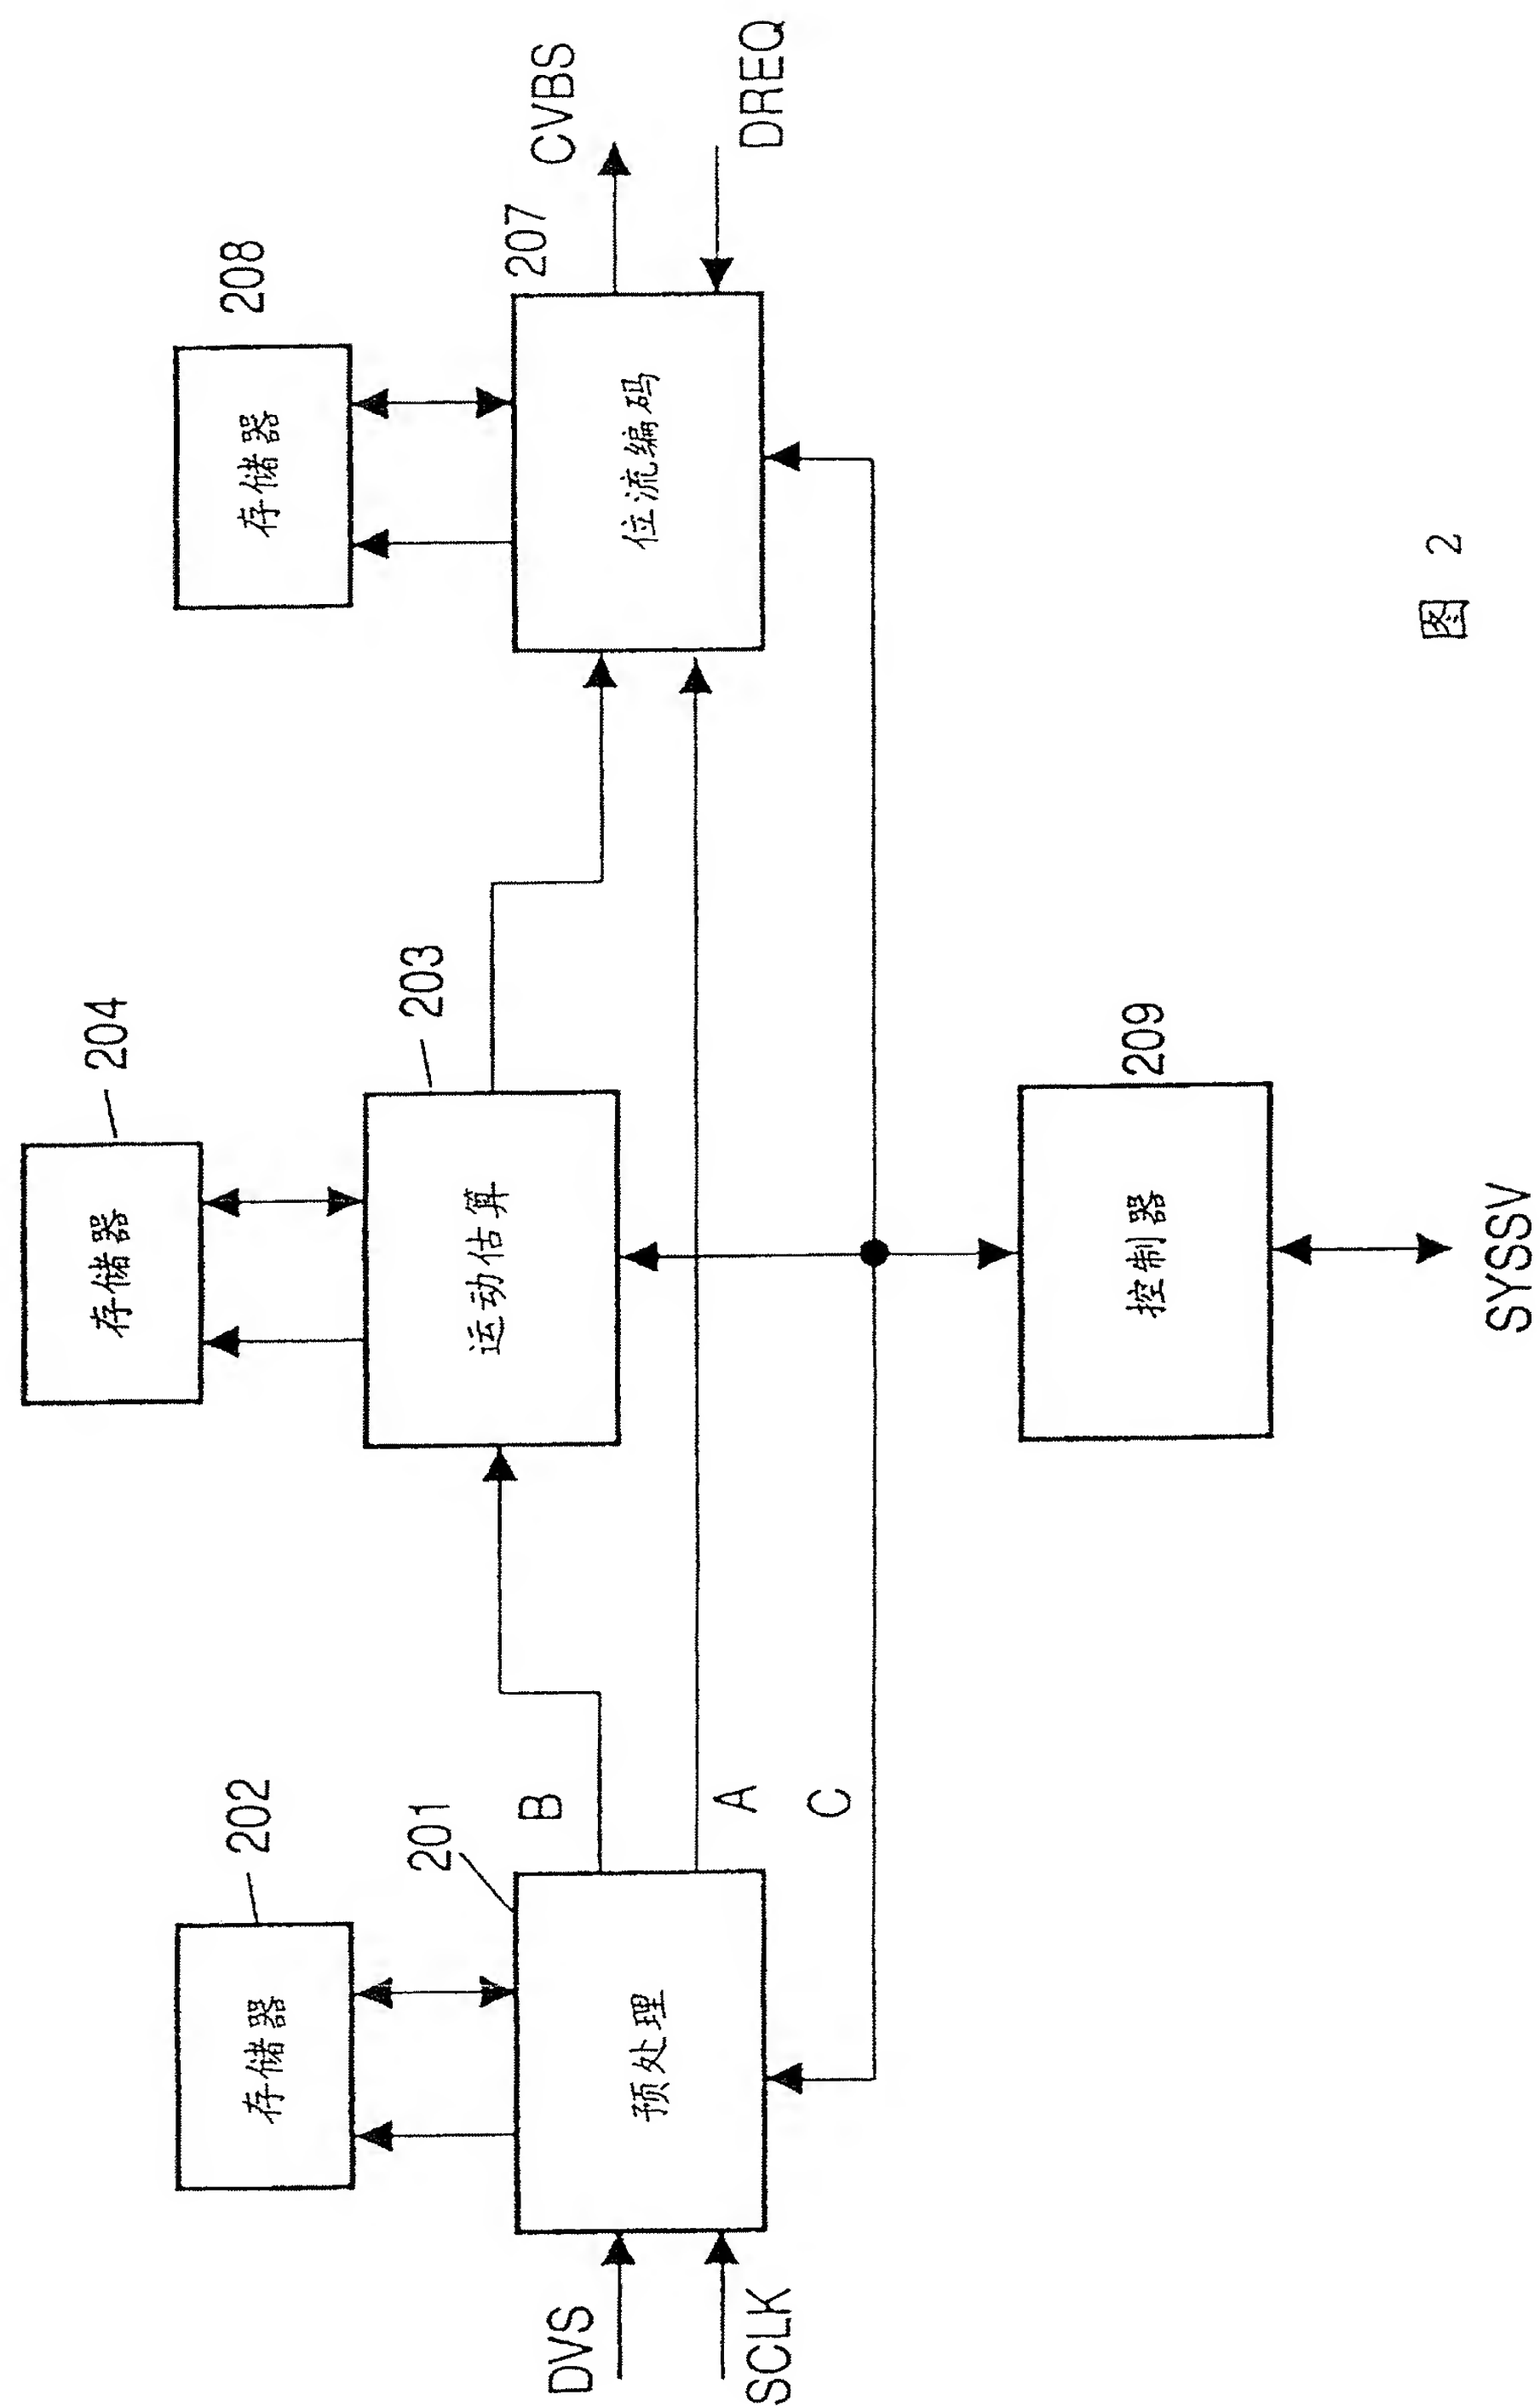 204
存储器
202
存储器
208
存储器
201
203
207
B
运动估算
CVBS
DVS
预处理
位流编码
SCLK
A
DREQ
C
209
控制器
SYSSV
图 2